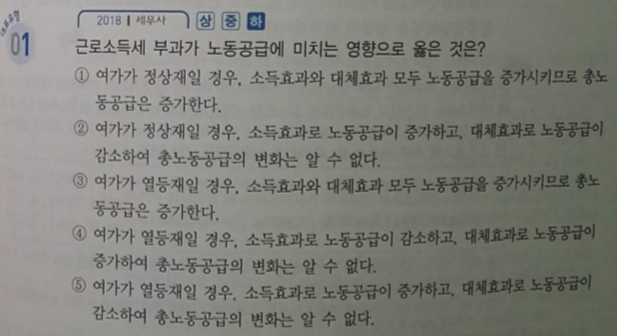 대표유형
01
2018 | 세무사 상 중 하
근로소득세 부과가 노동공급에 미치는 영향으로 옳은 것은?
① 여가가 정상재일 경우, 소득효과와 대체효과 모두 노동공급을 증가시키므로 총노
동공급은 증가한다.
② 여가가 정상재일 경우, 소득효과로 노동공급이 증가하고, 대체효과로 노동공급이
감소하여 총노동공급의 변화는 알 수 없다.
③ 여가가 열등재일 경우, 소득효과와 대체효과 모두 노동공급을 증가시키므로 총노
동공급은 증가한다.
④ 여가가 열등재일 경우, 소득효과로 노동공급이 감소하고, 대체효과로 노동공급이
증가하여 총노동공급의 변화는 알 수 없다.
⑤ 여가가 열등재일 경우, 소득효과로 노동공급이 증가하고, 대체효과로 노동공급이
감소하여 총노동공급의 변화는 알 수 없다.